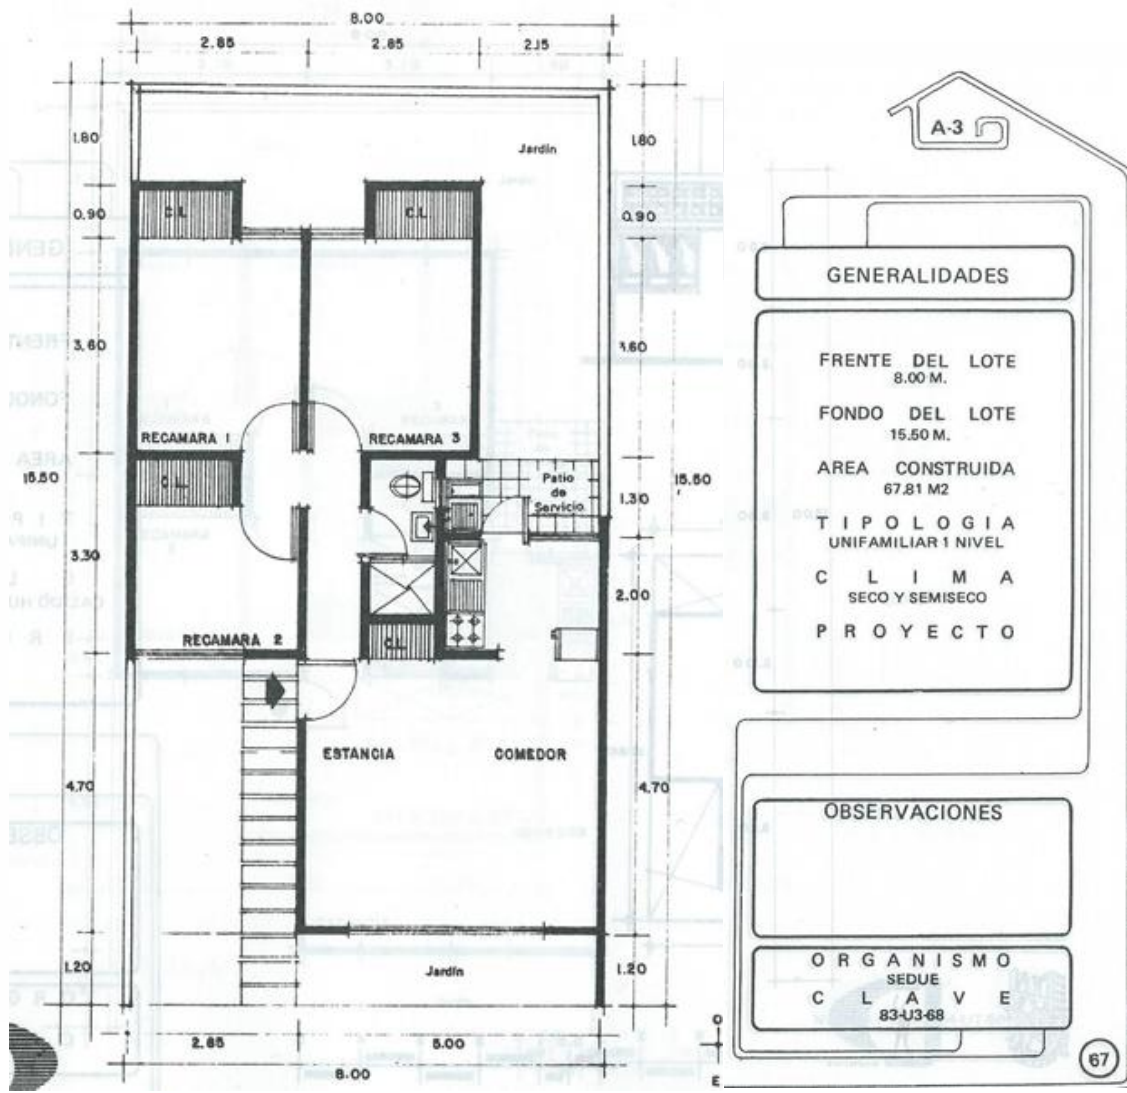 8.00
2.85 2.85 2.15
1.80
Jardín
1.80
C.L. C.L.
0.90
0.90
3.60
3.60
RECAMARA 1 RECAMARA 3
15.50
C.L.
Patio
de
Servicio
1.30
15.50
3.30
2.00
RECAMARA 2
C.L.
ESTANCIA COMEDOR
4.70
4.70
1.20
Jardín
1.20
2.85 5.00
8.00
O
E
A-3
GENERALIDADES
FRENTE DEL LOTE
8.00 M.
FONDO DEL LOTE
15.50 M.
AREA CONSTRUIDA
67.81 M2
TIPOLOGIA
UNIFAMILIAR 1 NIVEL
CLIMA
SECO Y SEMISECO
PROYECTO
OBSERVACIONES
ORGANISMO
SEDUE
CLAVE
83-U3-68
67